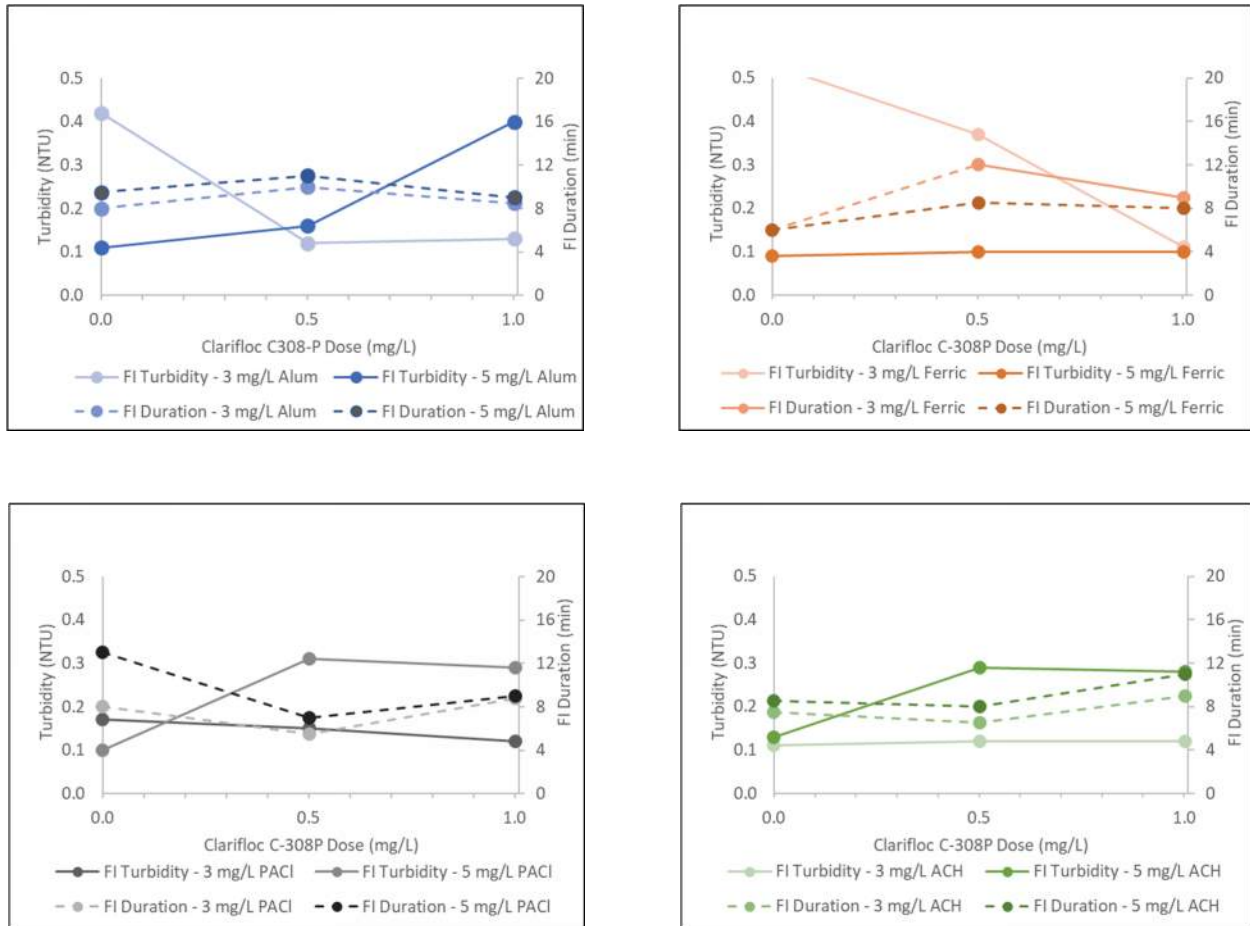 0.5
0.4
0.3
0.2
0.1
0.0
Turbidity (NTU)
20
16
12
8
4
0
FI Duration (min)
0.0 0.5 1.0
Clarifloc C308-P Dose (mg/L)
FI Turbidity - 3 mg/L Alum FI Turbidity - 5 mg/L Alum
FI Duration - 3 mg/L Alum FI Duration - 5 mg/L Alum
0.5
0.4
0.3
0.2
0.1
0.0
Turbidity (NTU)
20
16
12
8
4
0
FI Duration (min)
0.0 0.5 1.0
Clarifloc C-308P Dose (mg/L)
FI Turbidity - 3 mg/L Ferric FI Turbidity - 5 mg/L Ferric
FI Duration - 3 mg/L Ferric FI Duration - 5 mg/L Ferric
0.5
0.4
0.3
0.2
0.1
0.0
Turbidity (NTU)
20
16
12
8
4
0
FI Duration (min)
0.0 0.5 1.0
Clarifloc C-308P Dose (mg/L)
FI Turbidity - 3 mg/L PACl FI Turbidity - 5 mg/L PACl
FI Duration - 3 mg/L PACl FI Duration - 5 mg/L PACl
0.5
0.4
0.3
0.2
0.1
0.0
Turbidity (NTU)
20
16
12
8
4
0
FI Duration (min)
0.0 0.5 1.0
Clarifloc C-308P Dose (mg/L)
FI Turbidity - 3 mg/L ACH FI Turbidity - 5 mg/L ACH
FI Duration - 3 mg/L ACH FI Duration - 5 mg/L ACH